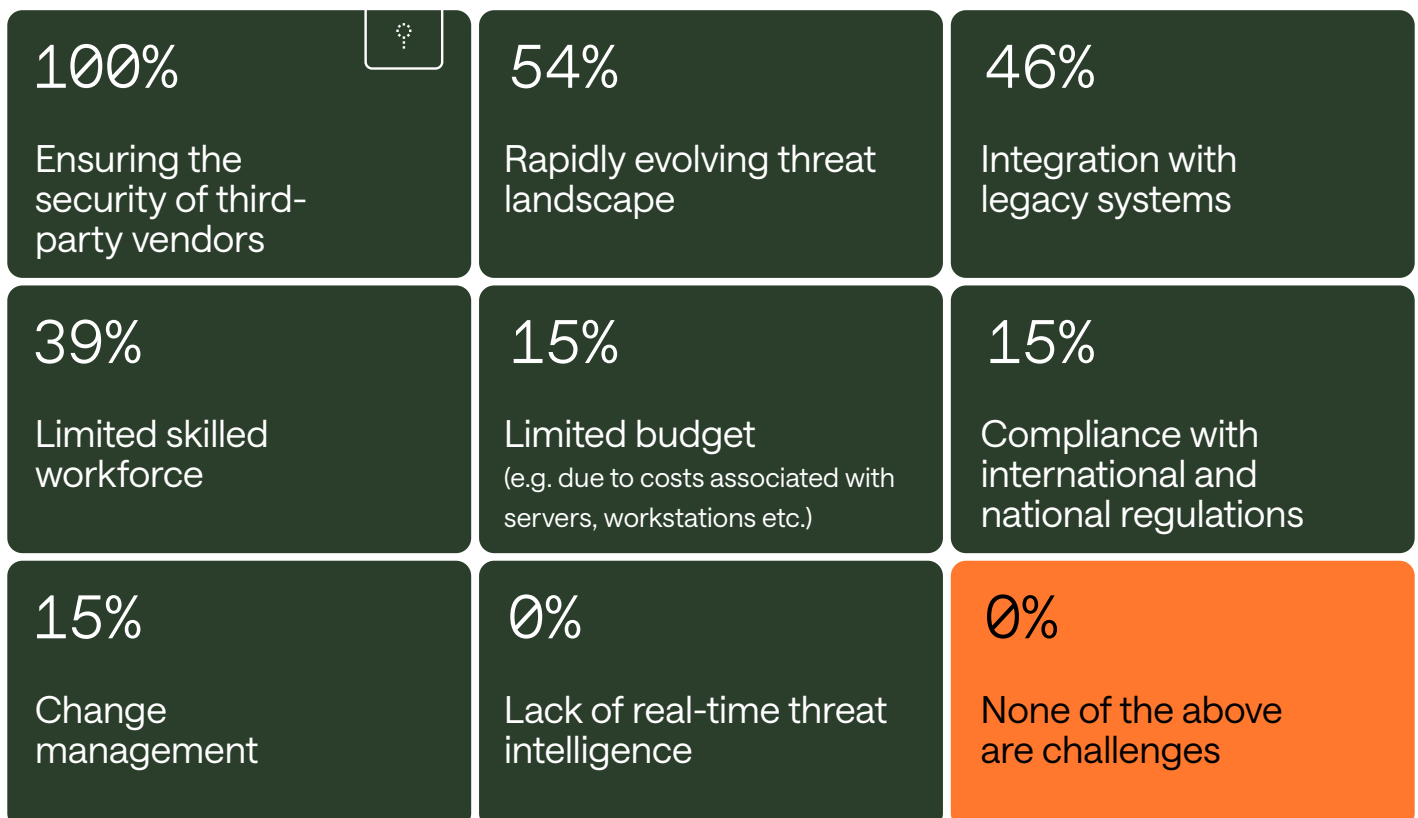 100%
Ensuring the
security of third-
party vendors
54%
Rapidly evolving threat
landscape
46%
Integration with
legacy systems
39%
Limited skilled
workforce
15%
Limited budget
(e.g. due to costs associated with
servers, workstations etc.)
15%
Compliance with
international and
national regulations
15%
Change
management
0%
Lack of real-time threat
intelligence
0%
None of the above
are challenges